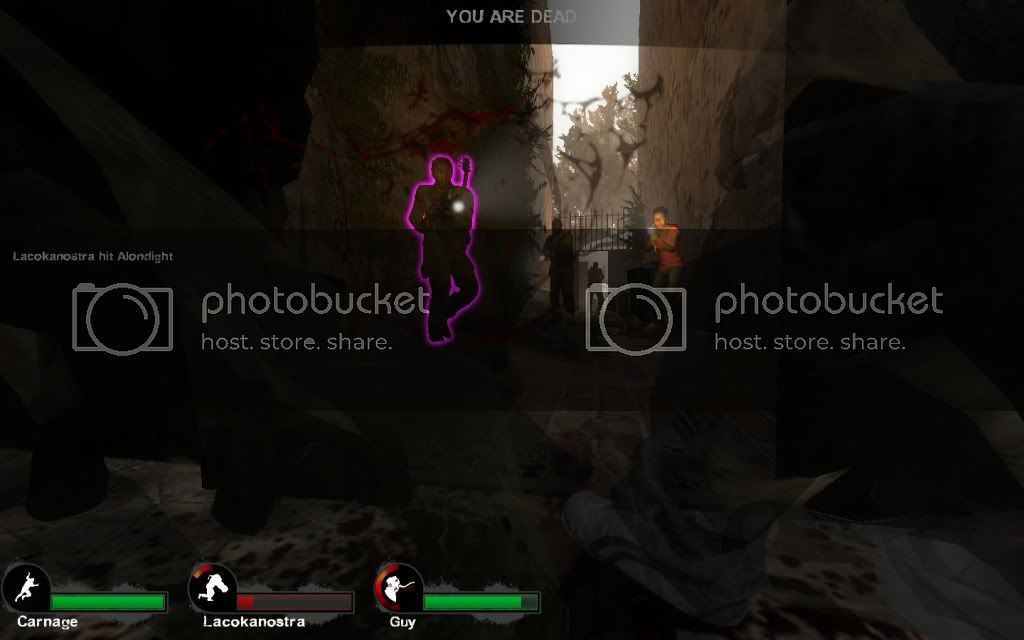 YOU ARE DEAD
Lacokanostra hit Alondight
photobucket
host. store. share.
photobucket
host. store. share.
Carnage
Lacokanostra
Guy